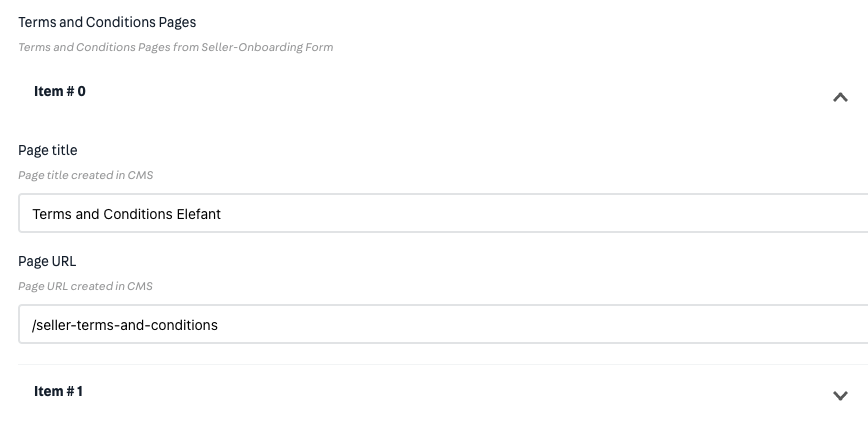 Terms and Conditions Pages
Terms and Conditions Pages from Seller-Onboarding Form
Item # 0
Page title
Page title created in CMS
Terms and Conditions Elefant
Page URL
Page URL created in CMS
/seller-terms-and-conditions
Item # 1